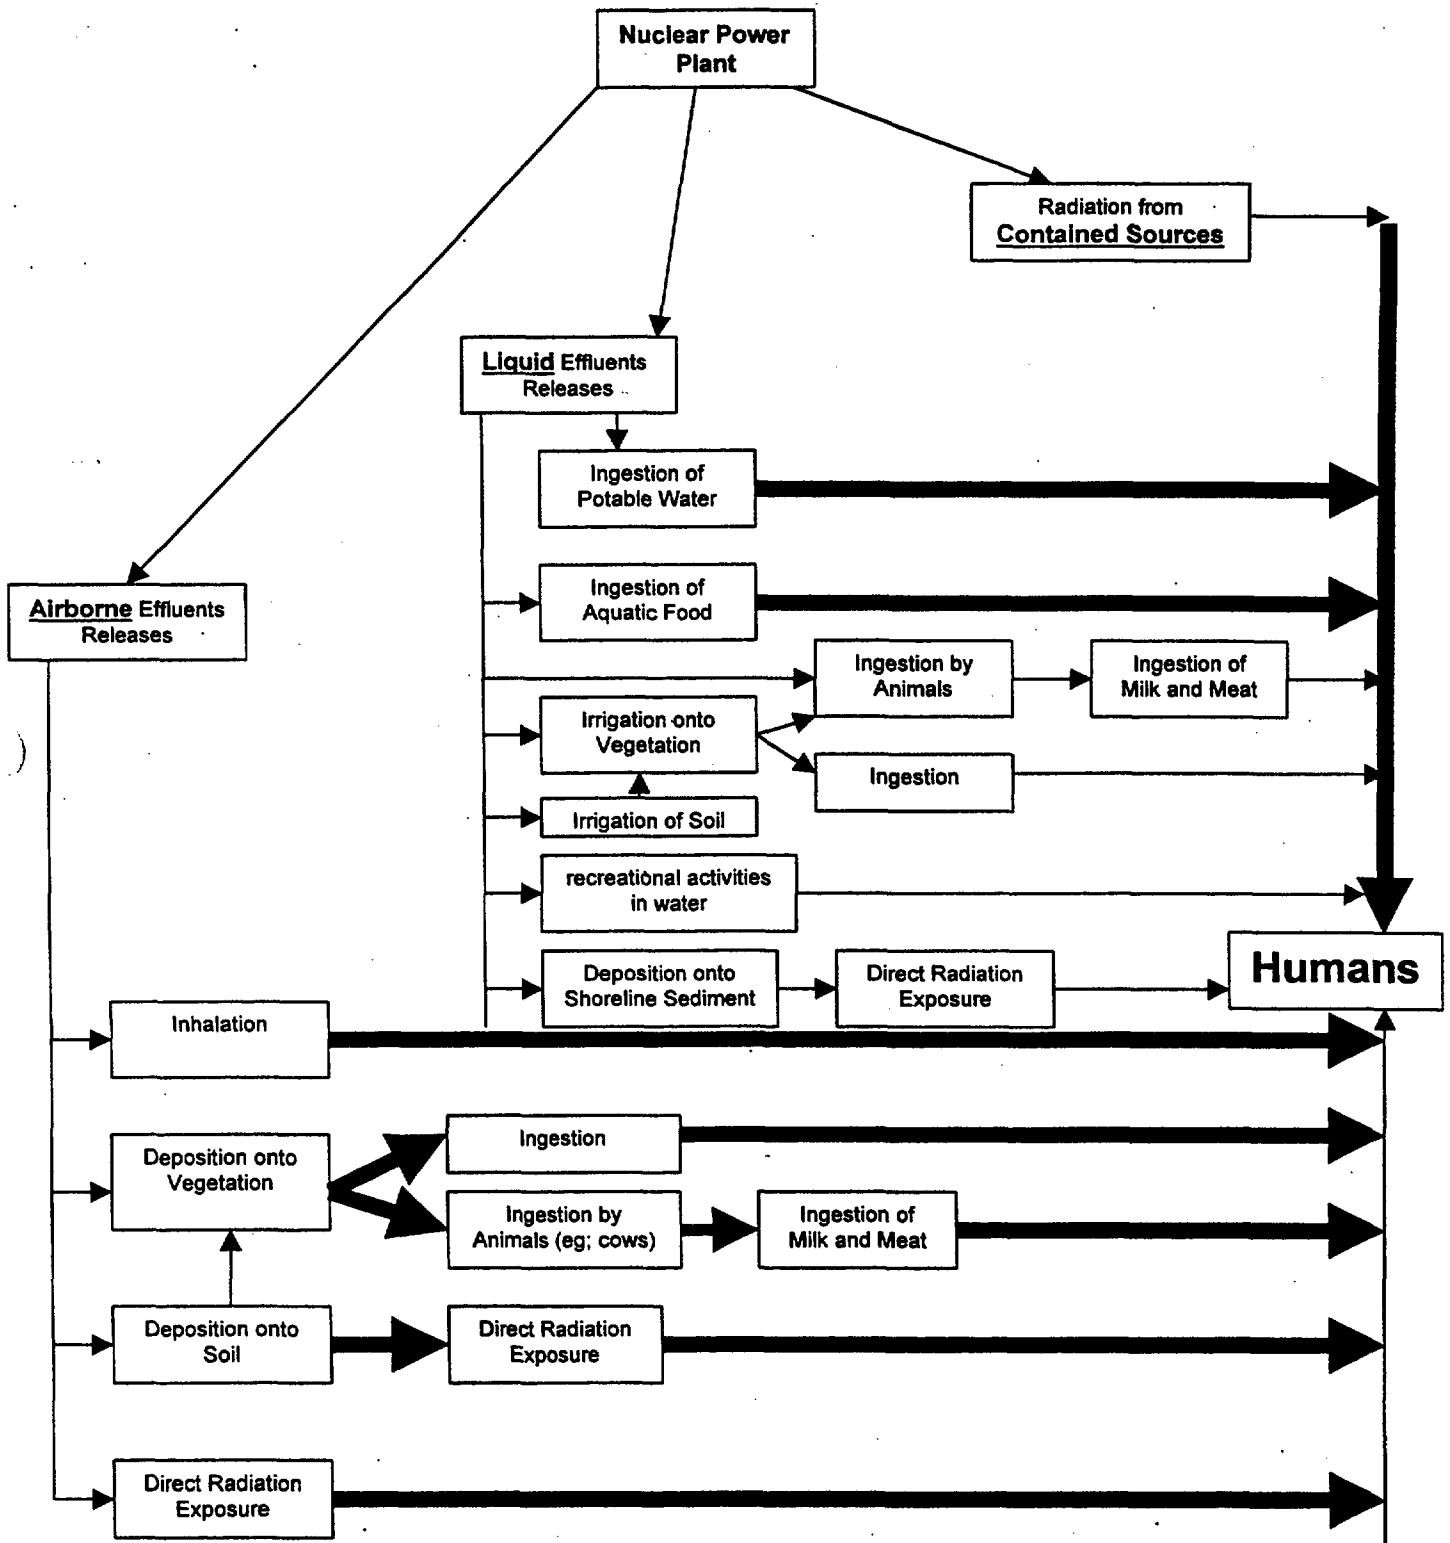 Nuclear Power
Plant
Radiation from
Contained Sources
Liquid Effluents
Releases
Ingestion of
Potable Water
Airborne Effluents
Releases
Ingestion of
Aquatic Food
Ingestion by
Animals
Ingestion of
Milk and Meat
Irrigation onto
Vegetation
Ingestion
Irrigation of Soil
recreational activities
in water
Deposition onto
Shoreline Sediment
Direct Radiation
Exposure
Humans
Inhalation
Deposition onto
Vegetation
Ingestion
Ingestion by
Animals (eg; cows)
Ingestion of
Milk and Meat
Deposition onto
Soil
Direct Radiation
Exposure
Direct Radiation
Exposure